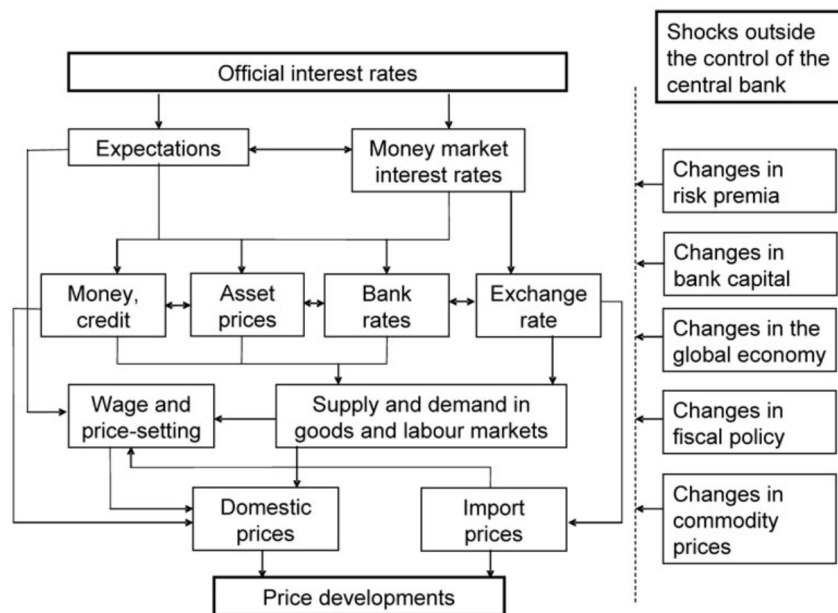 Official interest rates
Shocks outside
the control of the
central bank
Expectations
Money market
interest rates
Changes in
risk premia
Money,
credit
Asset
prices
Bank
rates
Exchange
rate
Changes in
bank capital
Changes in the
global economy
Wage and
price-setting
Supply and demand in
goods and labour markets
Changes in
fiscal policy
Domestic
prices
Import
prices
Changes in
commodity
prices
Price developments